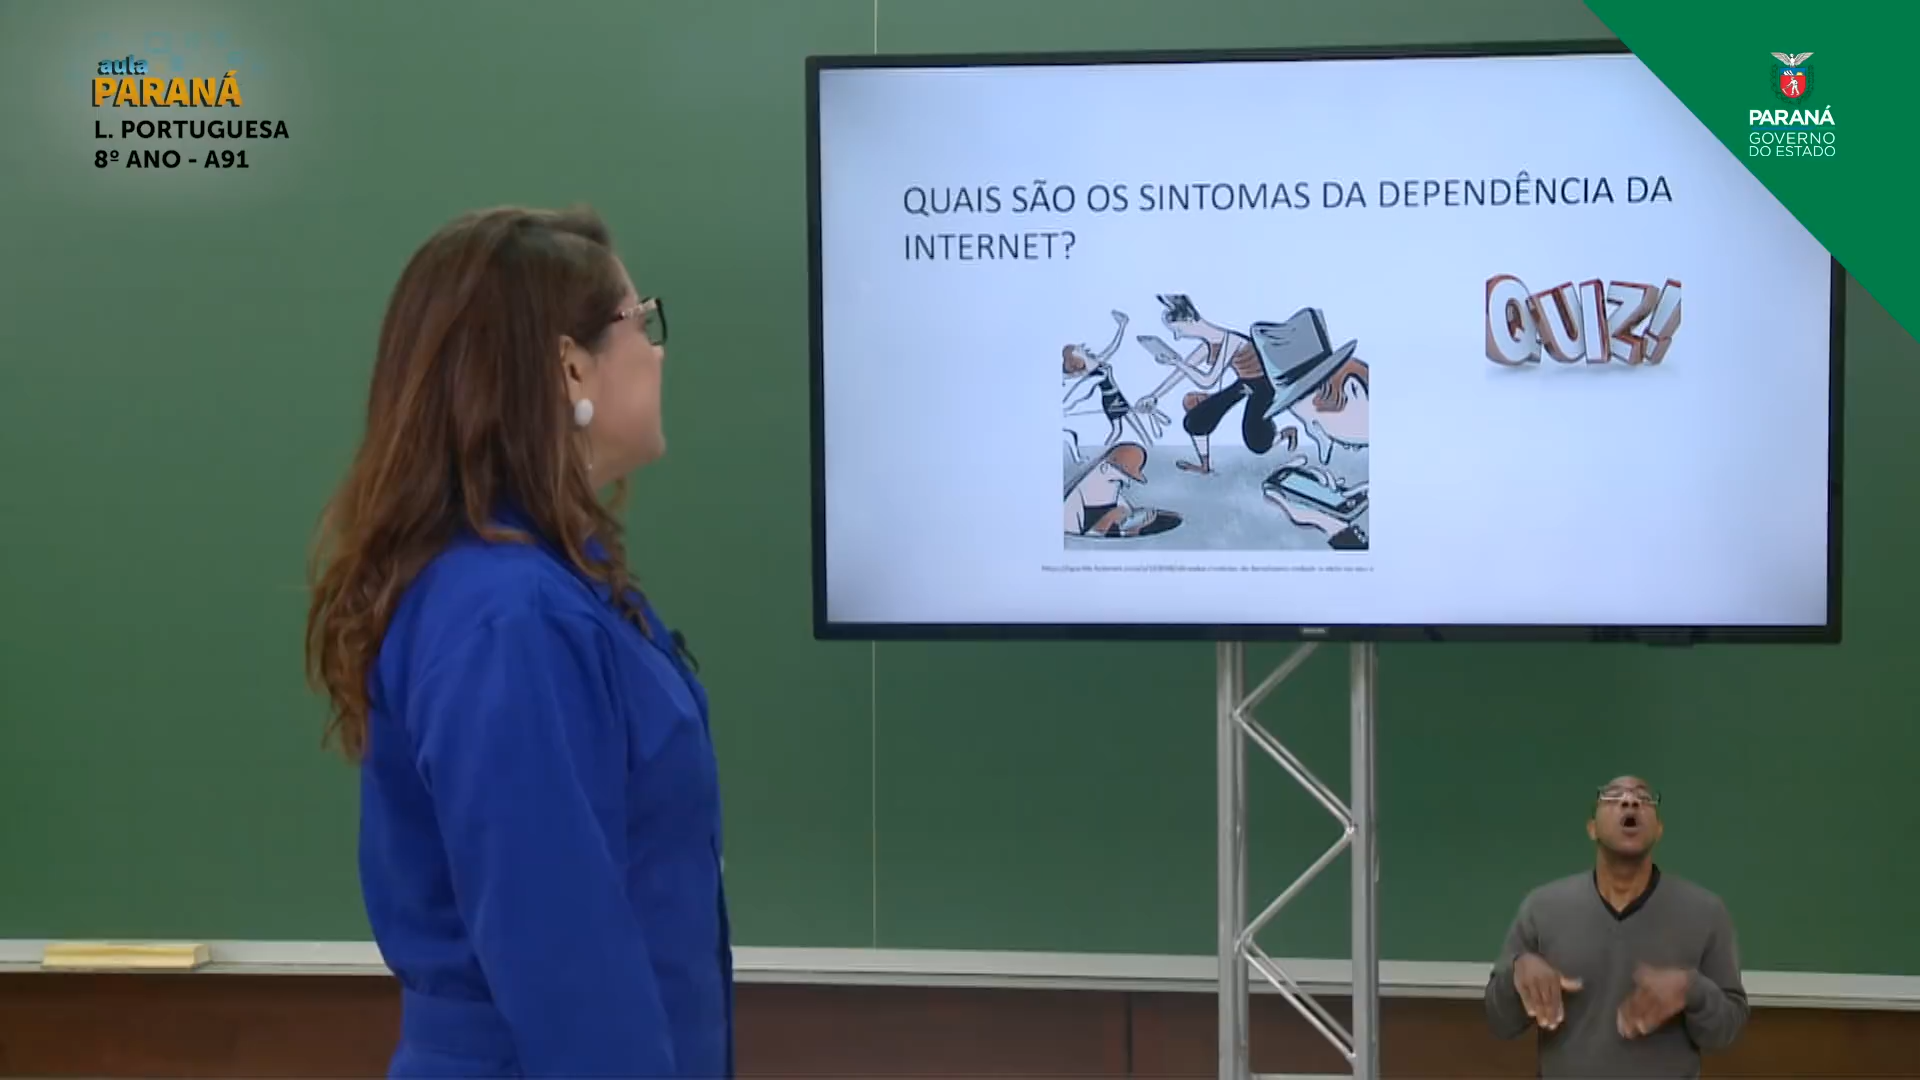 aula
PARANÁ
L. PORTUGUESA
8º ANO - A91
PARANÁ
GOVERNO
DO ESTADO
QUAIS SÃO OS SINTOMAS DA DEPENDÊNCIA DA
INTERNET?
QUIZ!